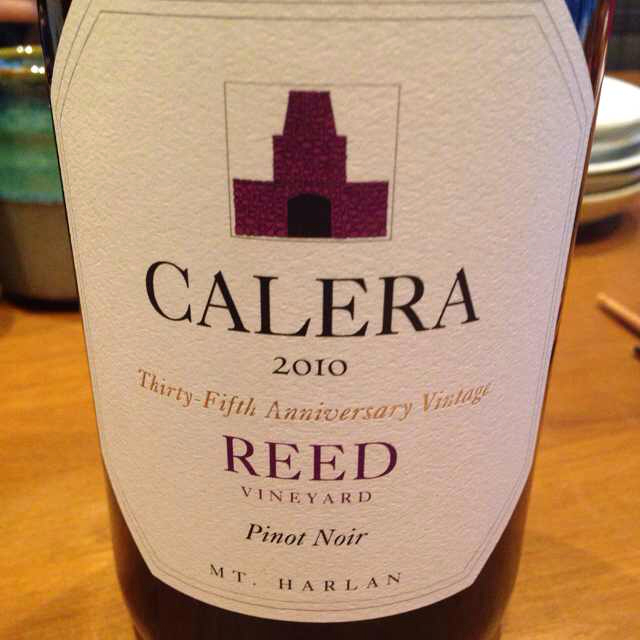 CALERA
2010
Thirty-Fifth Anniversary Vintage
REED
VINEYARD
Pinot Noir
MT. HARLAN